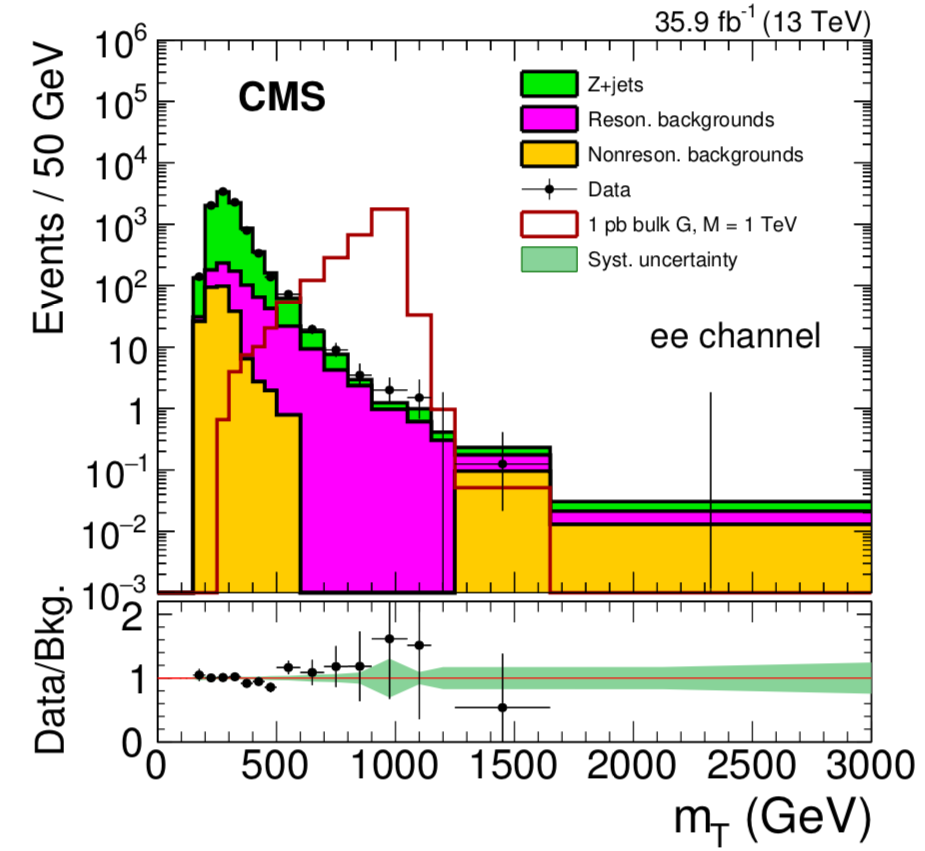 35.9 fb⁻¹ (13 TeV)
CMS
Z+jets
Reson. backgrounds
Nonreson. backgrounds
Data
1 pb bulk G, M = 1 TeV
Syst. uncertainty
ee channel
Events / 50 GeV
10⁶
10⁵
10⁴
10³
10²
10
1
10⁻¹
10⁻²
10⁻³
Data/Bkg.
2
1
0
0 500 1000 1500 2000 2500 3000
m_T (GeV)